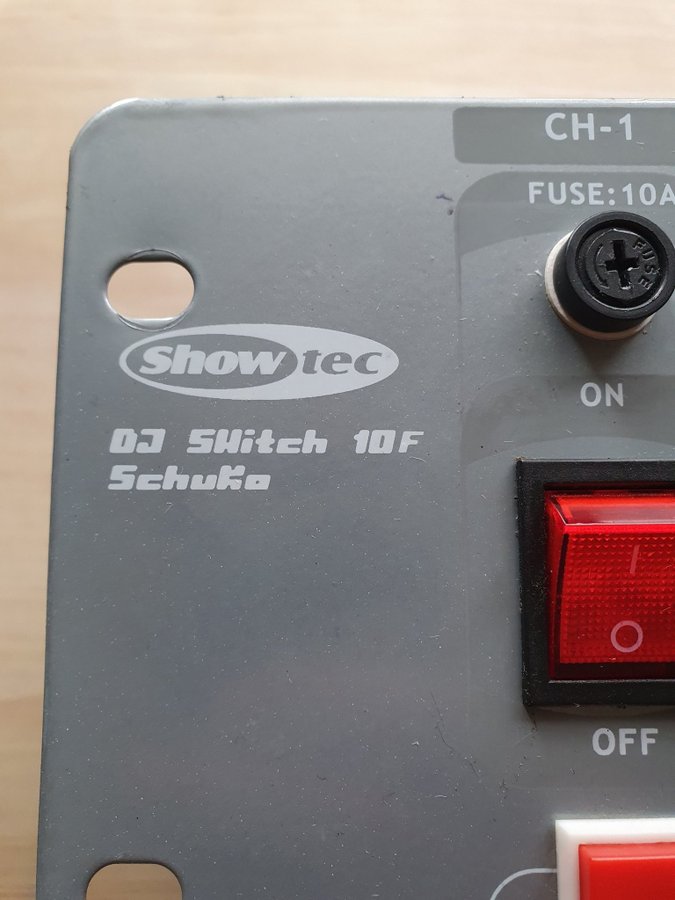 CH-1
FUSE:10A
FUSE
ON
Showtec
DJ SWitch 10F
SchuKo
I
O
OFF